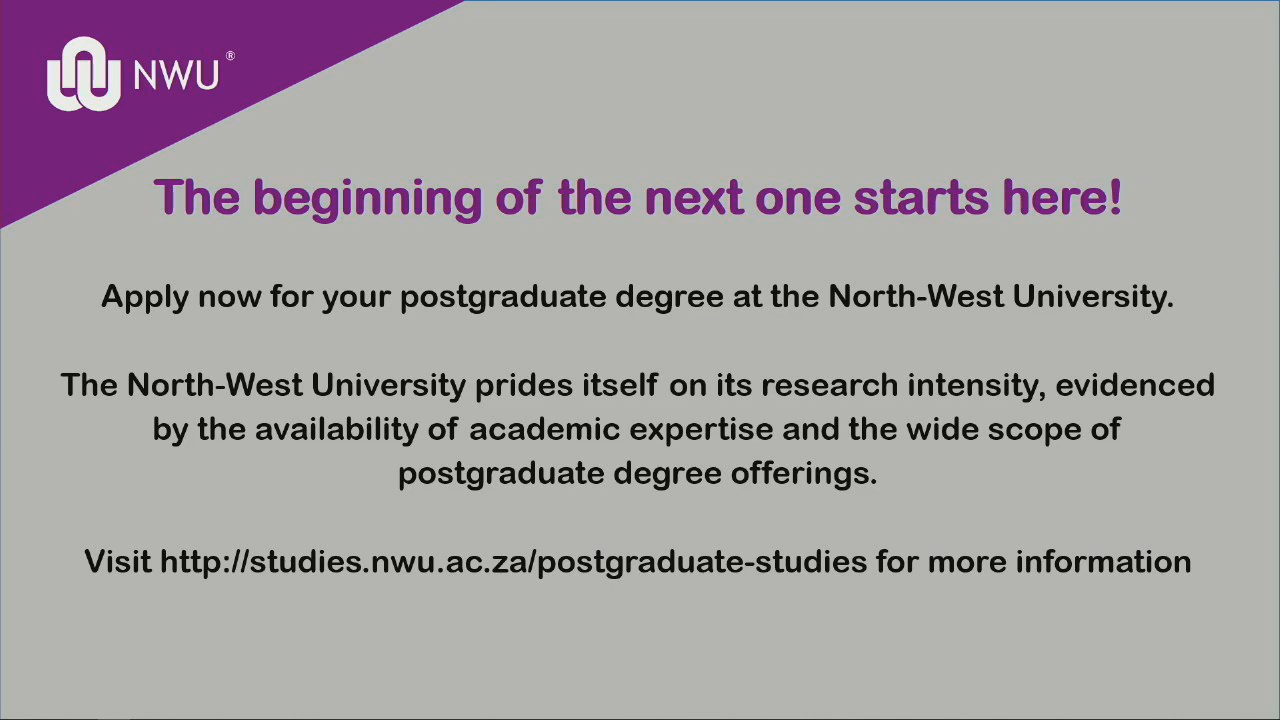 NWU®
The beginning of the next one starts here!
Apply now for your postgraduate degree at the North-West University.
The North-West University prides itself on its research intensity, evidenced
by the availability of academic expertise and the wide scope of
postgraduate degree offerings.
Visit http://studies.nwu.ac.za/postgraduate-studies for more information